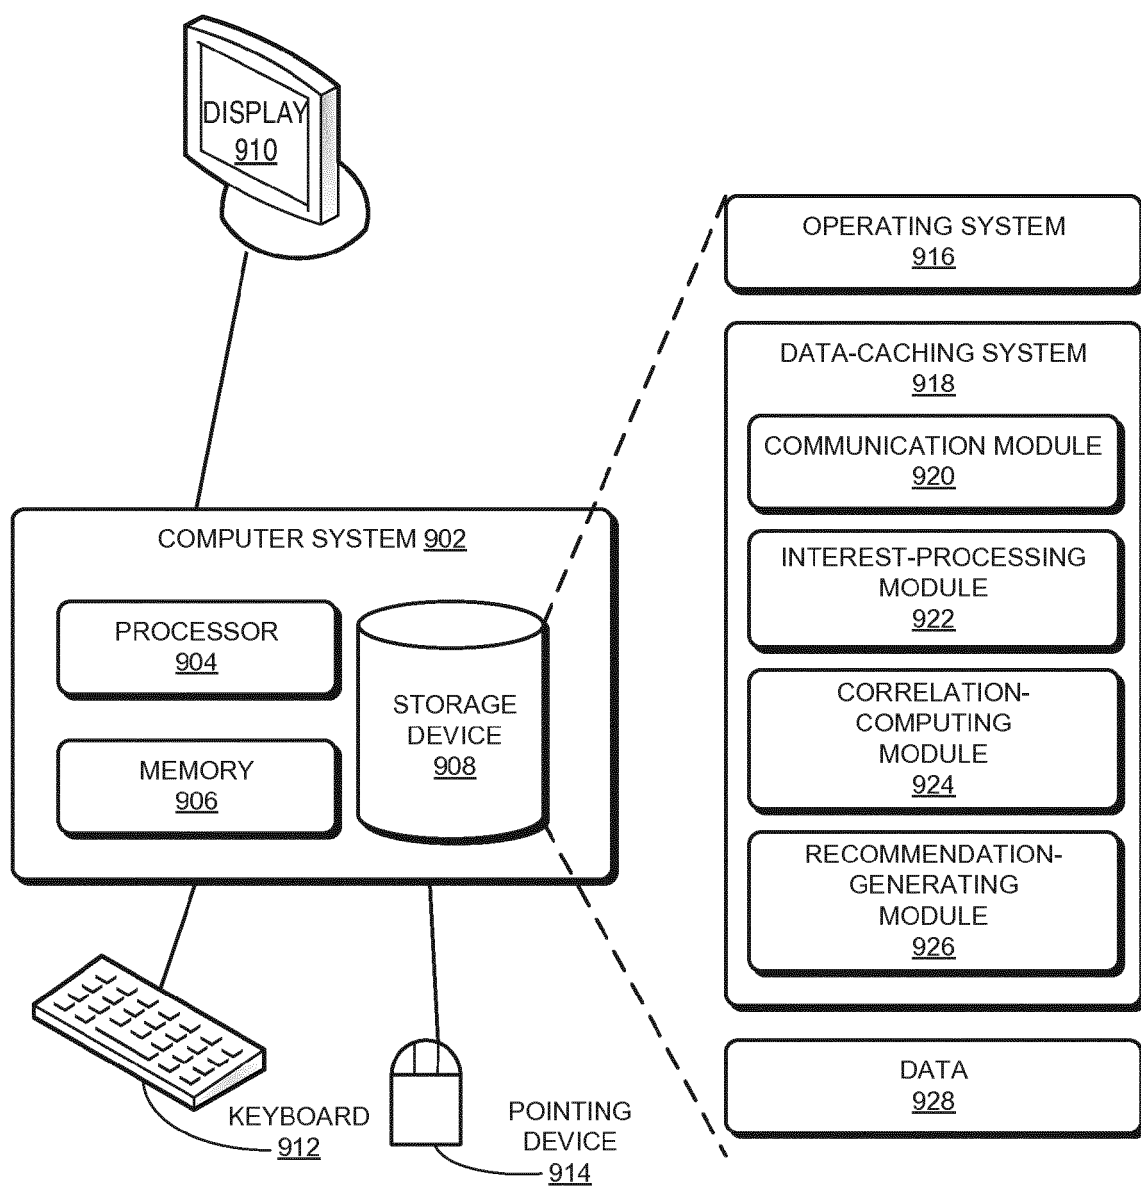 DISPLAY
910
OPERATING SYSTEM
916
DATA-CACHING SYSTEM
918
COMMUNICATION MODULE
920
INTEREST-PROCESSING
MODULE
922
CORRELATION-
COMPUTING
MODULE
924
RECOMMENDATION-
GENERATING
MODULE
926
DATA
928
COMPUTER SYSTEM 902
PROCESSOR
904
MEMORY
906
STORAGE
DEVICE
908
KEYBOARD
912
POINTING
DEVICE
914